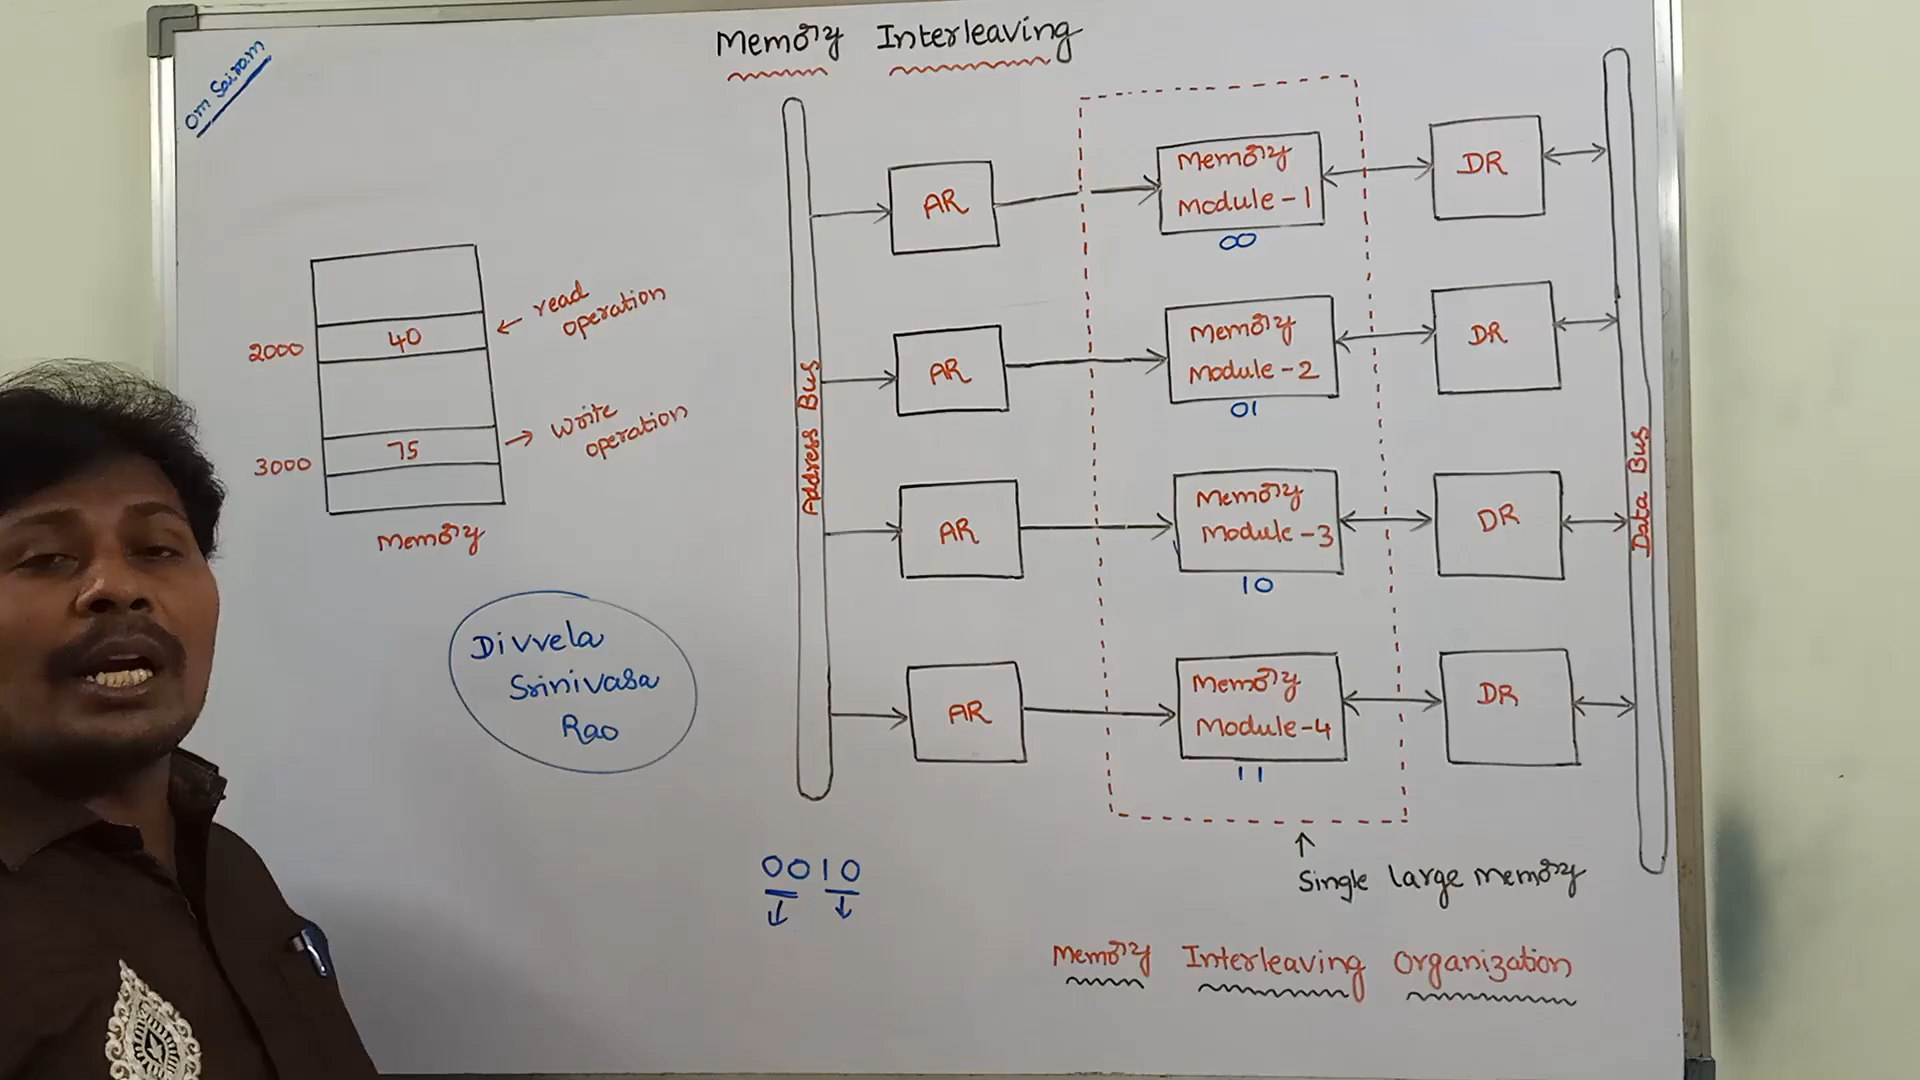 Om Sairam
Memory Interleaving
Address Bus
AR
Memory
Module-1
00
DR
AR
Memory
Module-2
01
DR
AR
Memory
Module-3
10
DR
AR
Memory
Module-4
11
DR
Data Bus
2000
40
← read
operation
3000
75
→ write
operation
Memory
Divvela
Srinivasa
Rao
0010
↓ ↓
↑
Single large memory
Memory Interleaving Organization